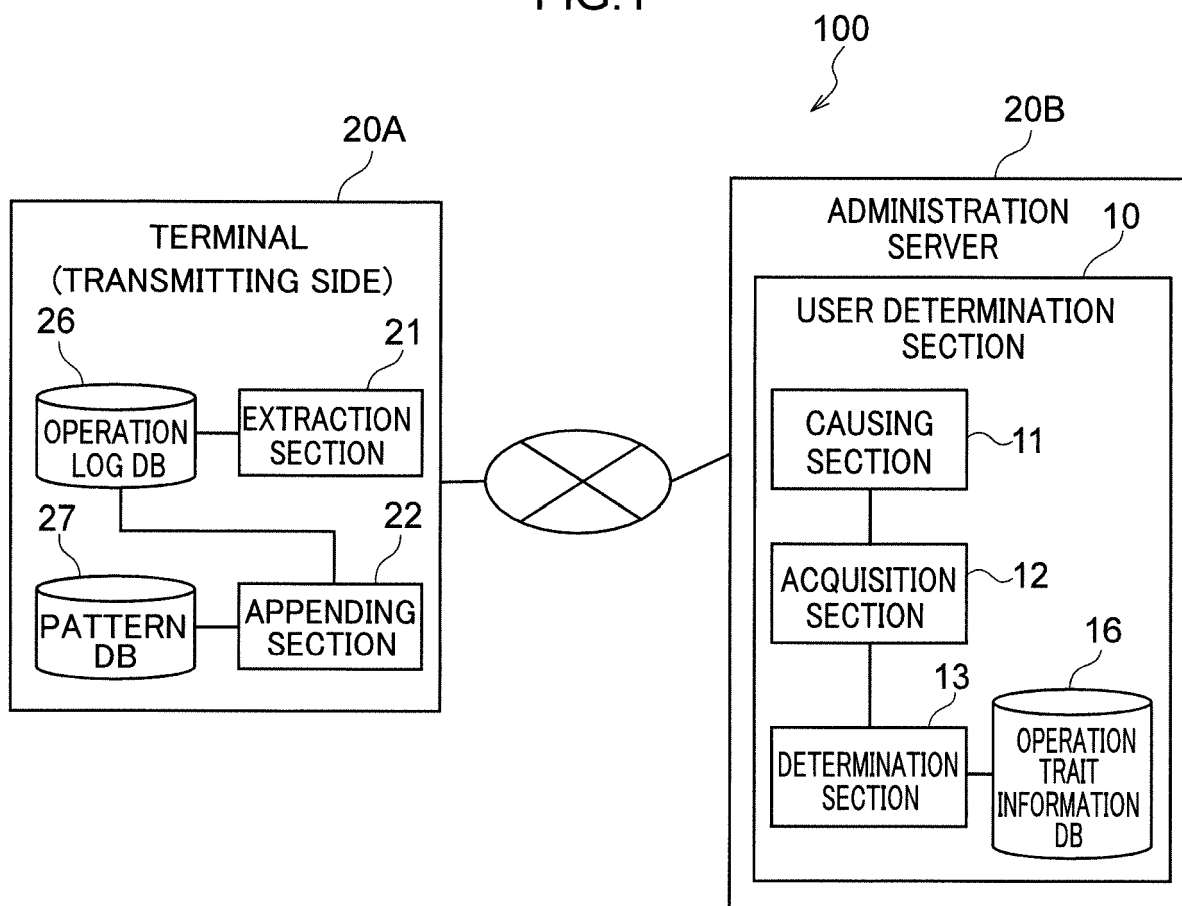 FIG.1
100
20A
20B
TERMINAL
(TRANSMITTING SIDE)
26
21
OPERATION
LOG DB
EXTRACTION
SECTION
27
22
PATTERN
DB
APPENDING
SECTION
ADMINISTRATION
SERVER
10
USER DETERMINATION
SECTION
CAUSING
SECTION
11
ACQUISITION
SECTION
12
13
16
DETERMINATION
SECTION
OPERATION
TRAIT
INFORMATION
DB